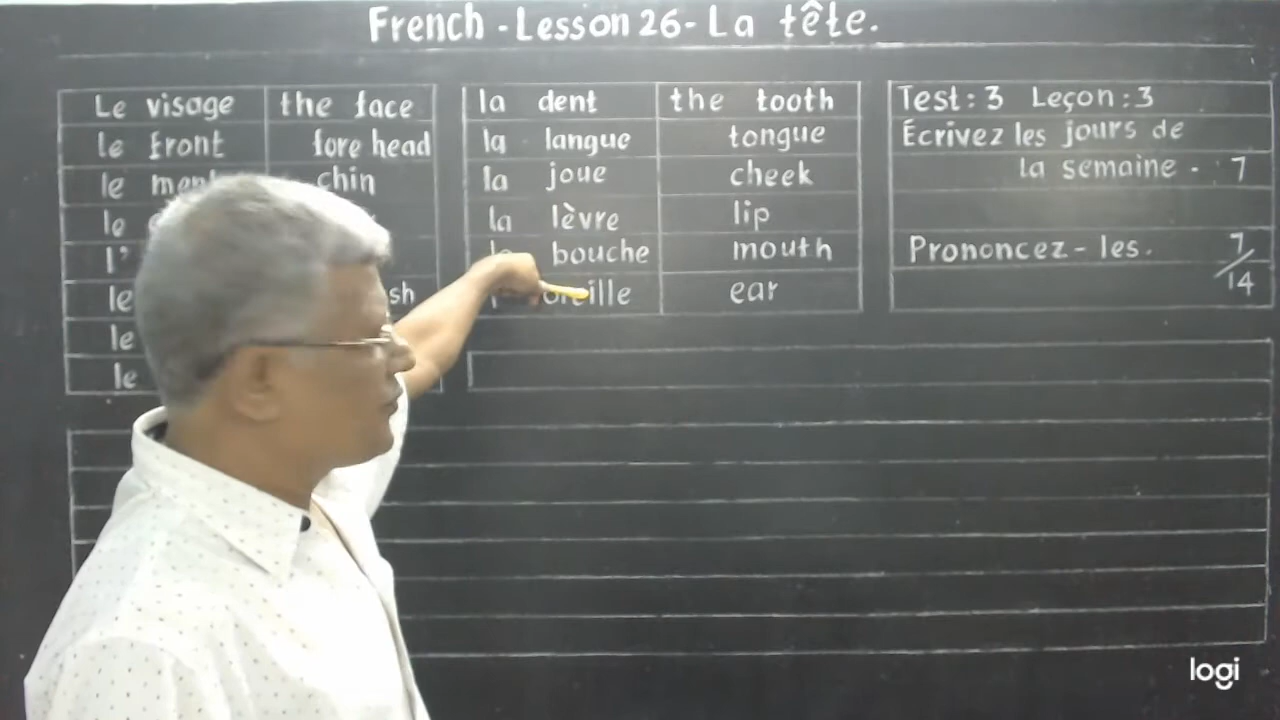 French - Lesson 26 - La tête.
Le visage the face
le front fore head
le chin
le
l'
le
le
le
la dent the tooth
la langue tongue
la joue cheek
la lèvre lip
bouche mouth
ear
Test: 3 Leçon: 3
Écrivez les jours de
la semaine. 7
Prononcez-les. 7/14
logi